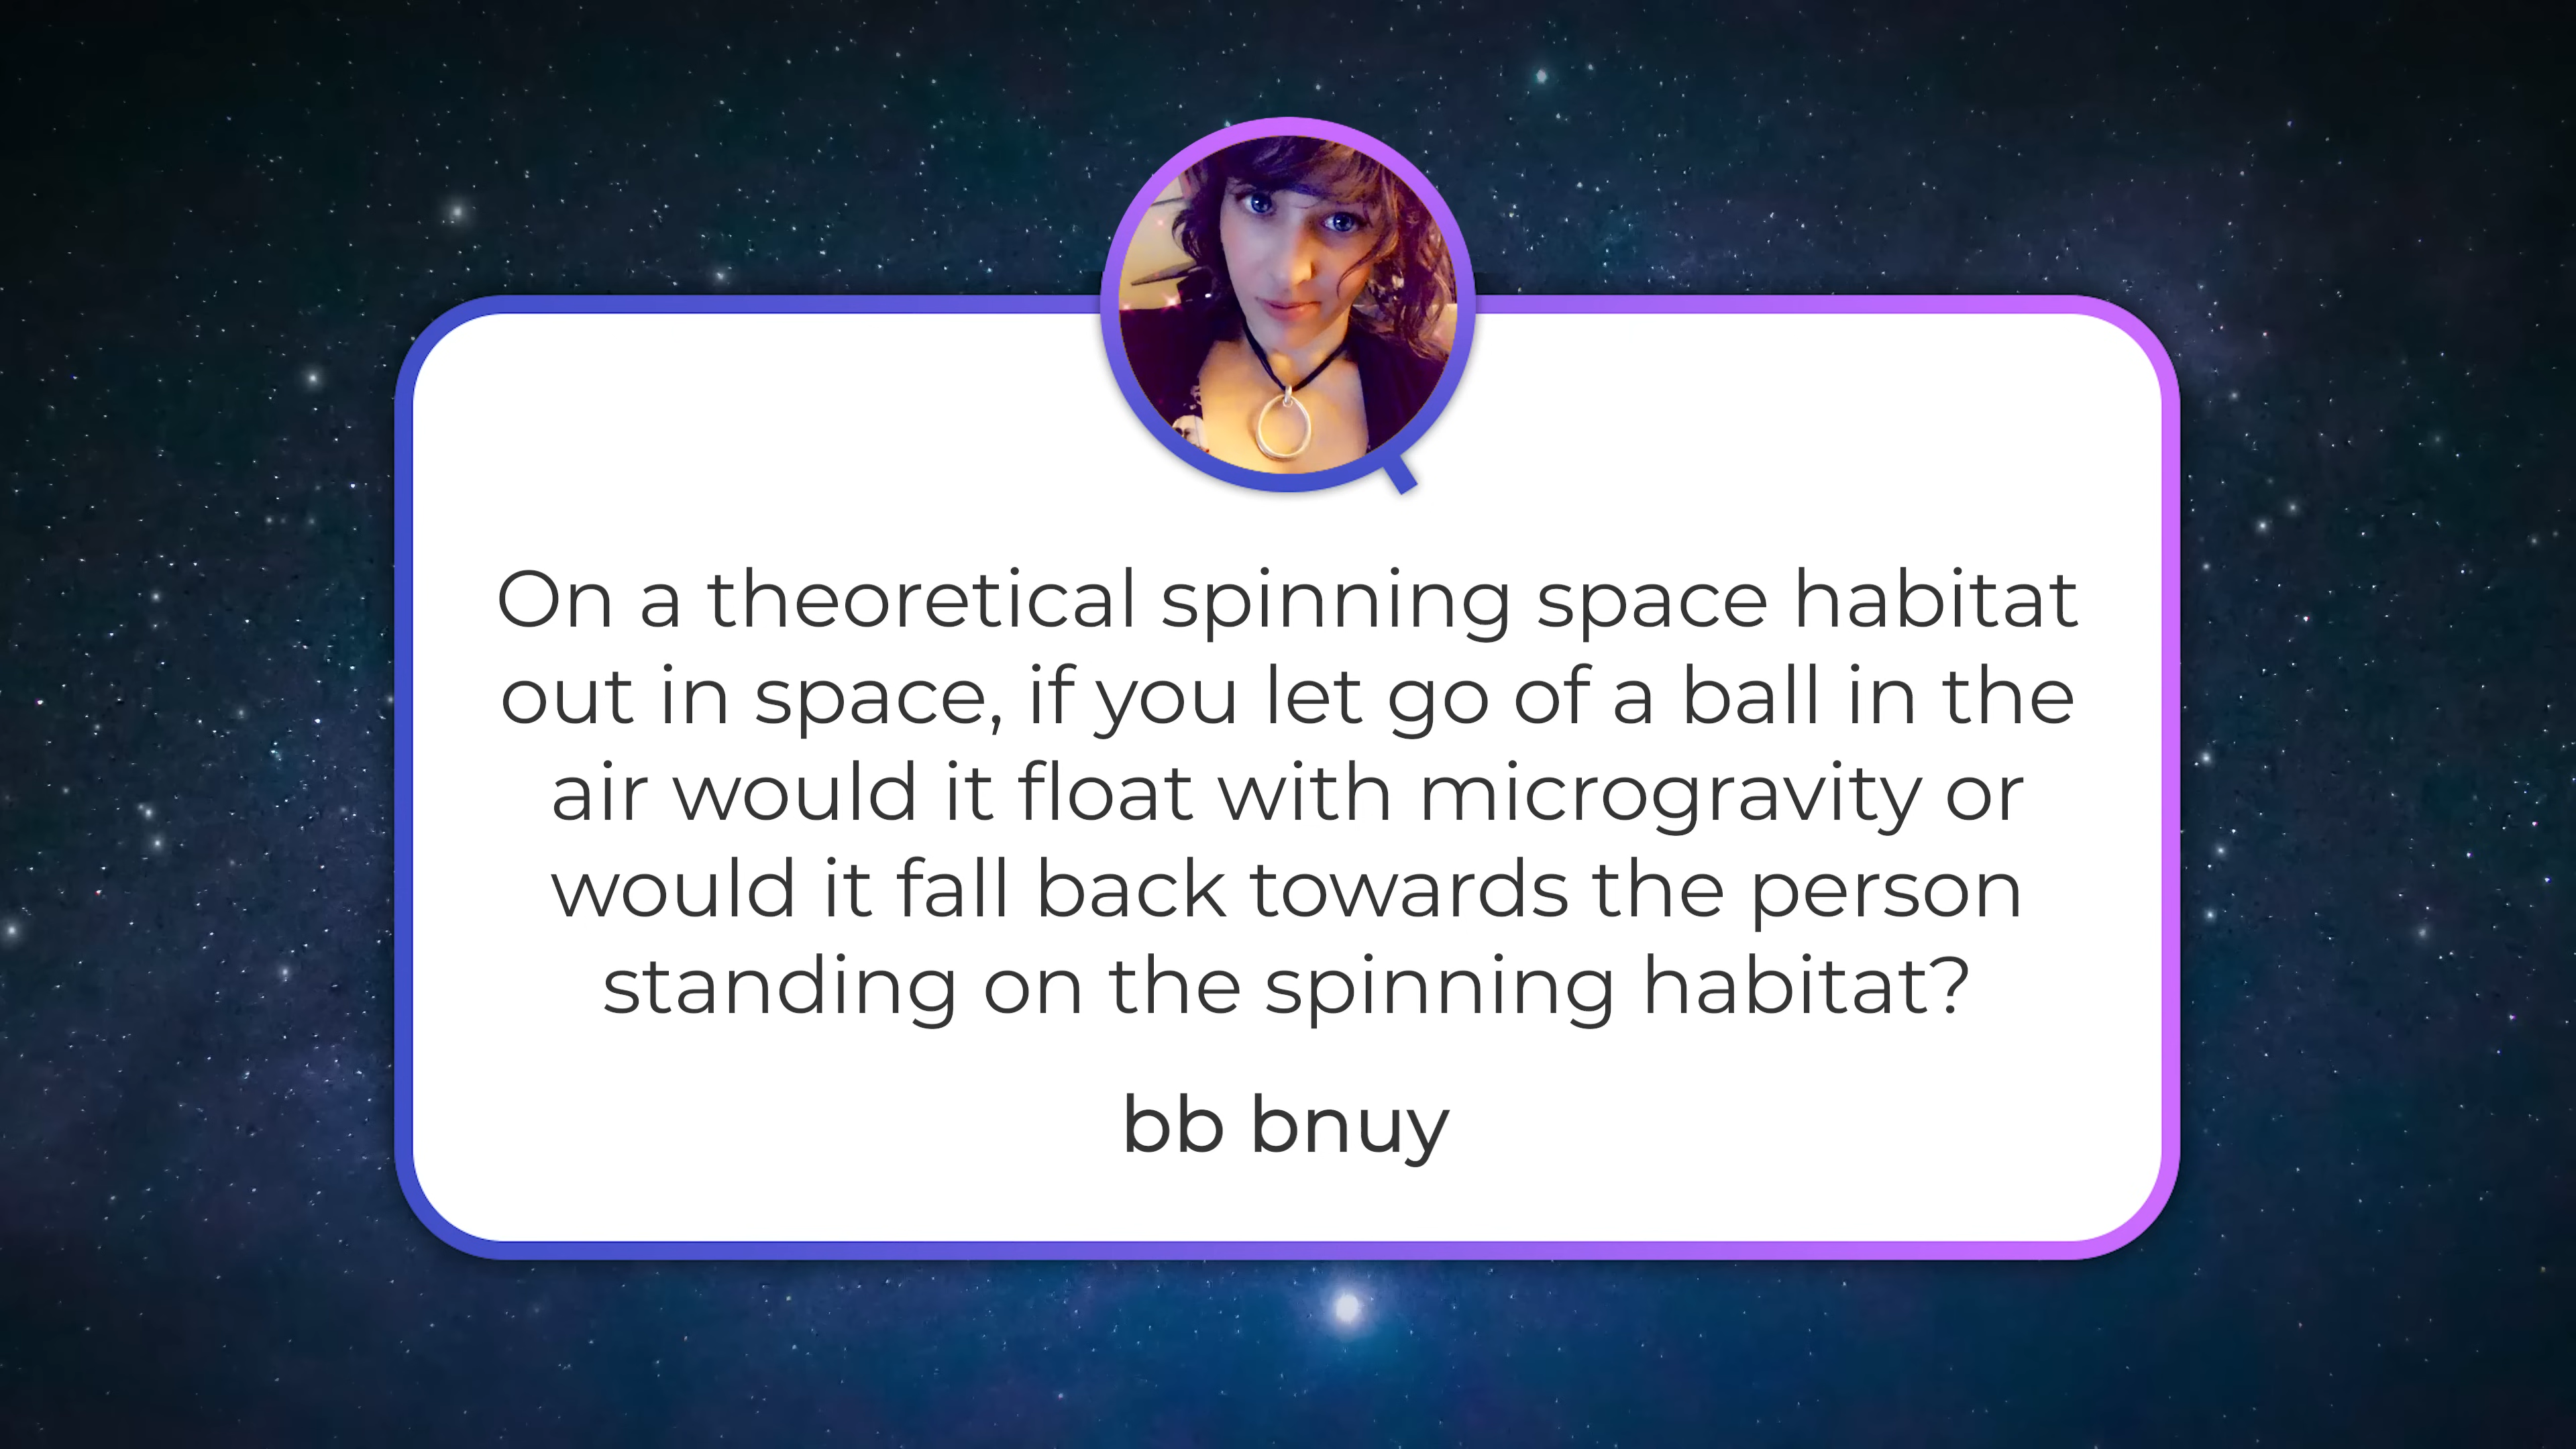 On a theoretical spinning space habitat
out in space, if you let go of a ball in the
air would it float with microgravity or
would it fall back towards the person
standing on the spinning habitat?
bb bnuy